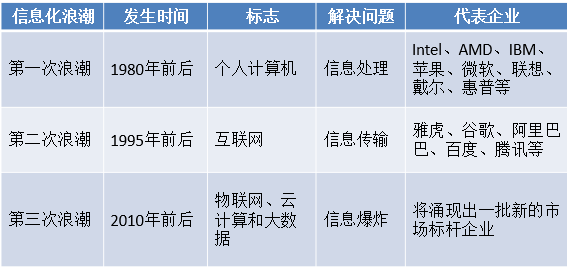 信息化浪潮 发生时间 标志 解决问题 代表企业
第一次浪潮 1980年前后 个人计算机 信息处理 Intel、AMD、IBM、
苹果、微软、联想、
戴尔、惠普等
第二次浪潮 1995年前后 互联网 信息传输 雅虎、谷歌、阿里巴
巴、百度、腾讯等
第三次浪潮 2010年前后 物联网、云
计算和大数
据 信息爆炸 将涌现出一批新的市
场标杆企业